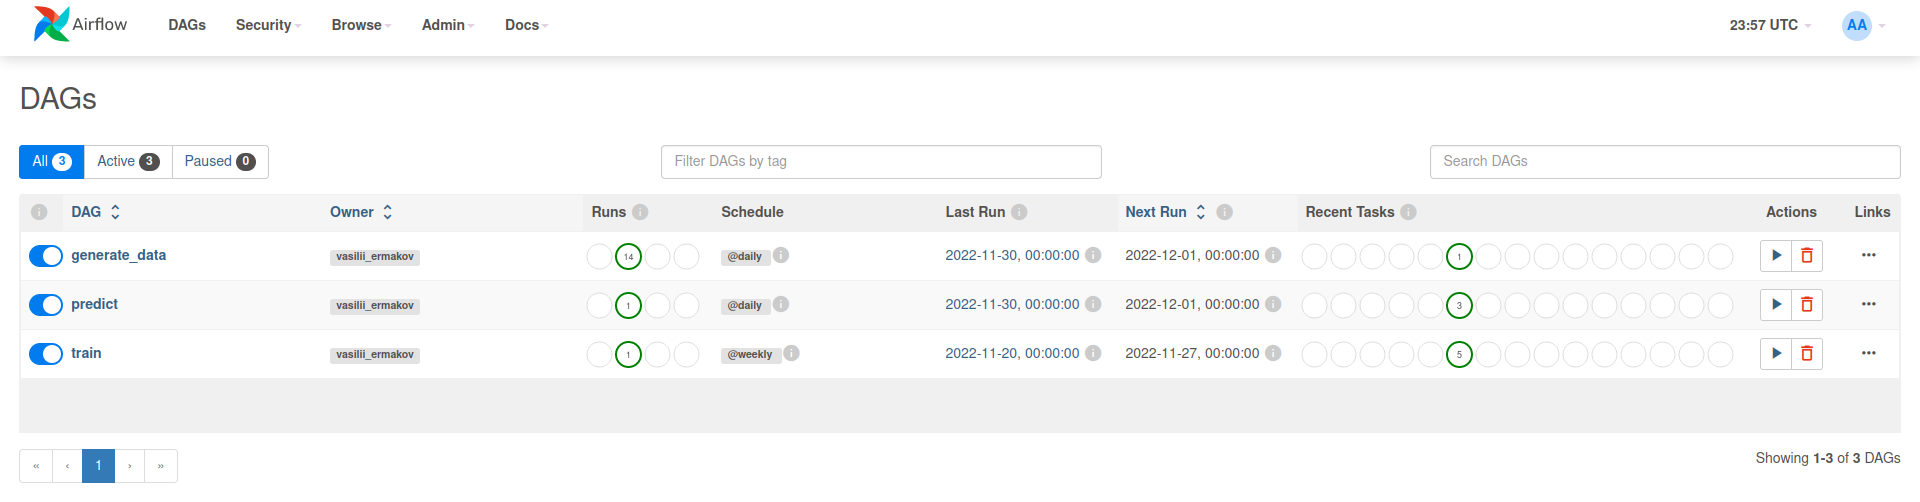 Airflow DAGs Security Browse Admin Docs 23:57 UTC AA
DAGs
All 3 Active 3 Paused 0 Filter DAGs by tag Search DAGs
i DAG Owner Runs i Schedule Last Run i Next Run i Recent Tasks i Actions Links
generate_data vasilii_ermakov 14 @daily i 2022-11-30, 00:00:00 i 2022-12-01, 00:00:00 i 1 ...
predict vasilii_ermakov 1 @daily i 2022-11-30, 00:00:00 i 2022-12-01, 00:00:00 i 3 ...
train vasilii_ermakov 1 @weekly i 2022-11-20, 00:00:00 i 2022-11-27, 00:00:00 i 5 ...
« ‹ 1 › » Showing 1-3 of 3 DAGs